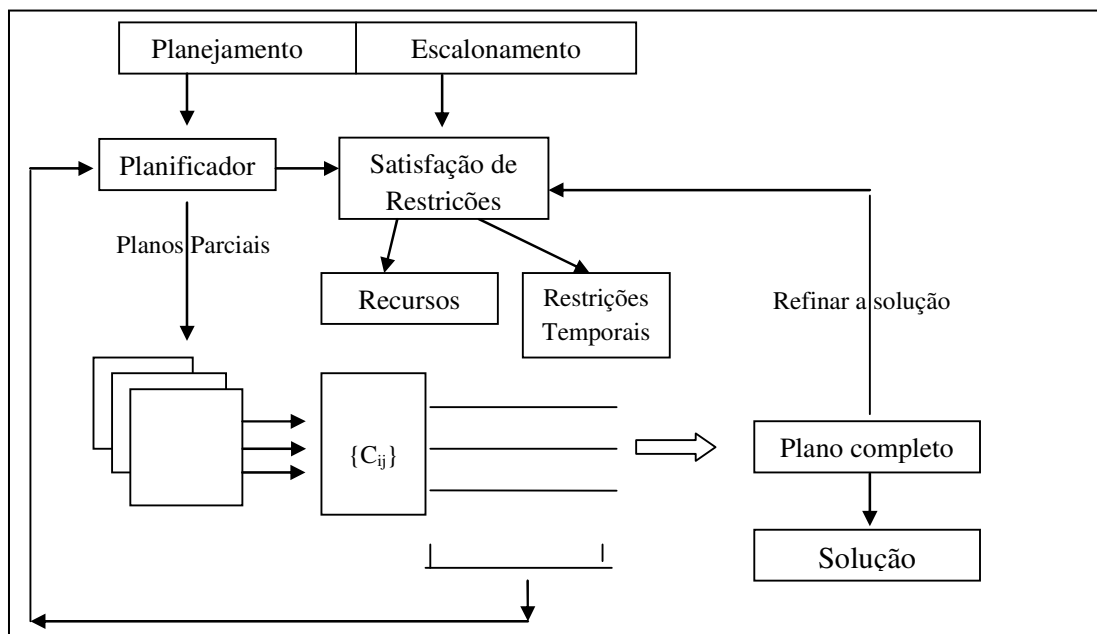 Planejamento
Escalonamento
Planificador
Satisfação de
Restricões
Planos Parciais
Recursos
Restrições
Temporais
Refinar a solução
{Cij}
Plano completo
Solução